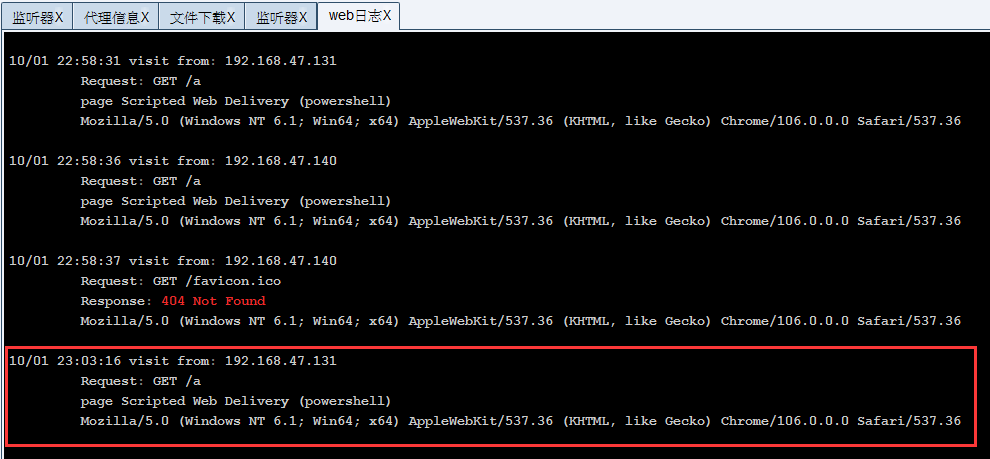 监听器X 代理信息X 文件下载X 监听器X web日志X
10/01 22:58:31 visit from: 192.168.47.131
Request: GET /a
page Scripted Web Delivery (powershell)
Mozilla/5.0 (Windows NT 6.1; Win64; x64) AppleWebKit/537.36 (KHTML, like Gecko) Chrome/106.0.0.0 Safari/537.36
10/01 22:58:36 visit from: 192.168.47.140
Request: GET /a
page Scripted Web Delivery (powershell)
Mozilla/5.0 (Windows NT 6.1; Win64; x64) AppleWebKit/537.36 (KHTML, like Gecko) Chrome/106.0.0.0 Safari/537.36
10/01 22:58:37 visit from: 192.168.47.140
Request: GET /favicon.ico
Response: 404 Not Found
Mozilla/5.0 (Windows NT 6.1; Win64; x64) AppleWebKit/537.36 (KHTML, like Gecko) Chrome/106.0.0.0 Safari/537.36
10/01 23:03:16 visit from: 192.168.47.131
Request: GET /a
page Scripted Web Delivery (powershell)
Mozilla/5.0 (Windows NT 6.1; Win64; x64) AppleWebKit/537.36 (KHTML, like Gecko) Chrome/106.0.0.0 Safari/537.36